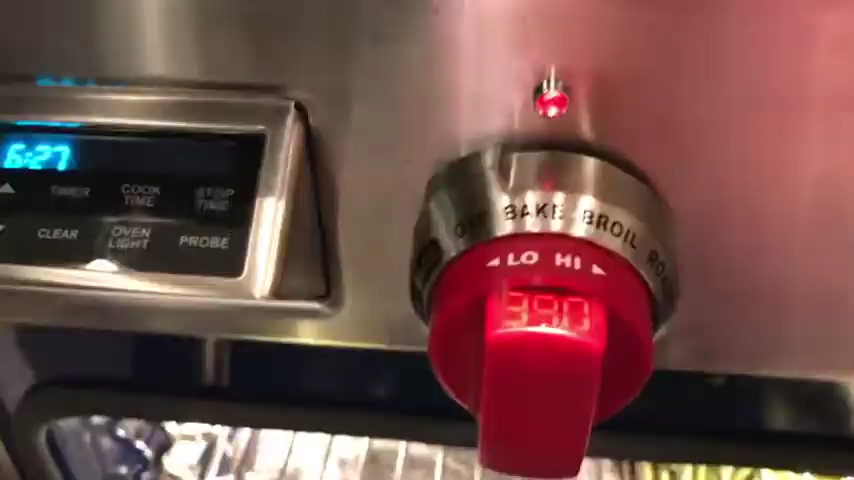 6:27
TIMER
COOK
TIME
STOP
TIME
CLEAR
OVEN
LIGHT
PROBE
BAKE BROIL
◄ LO HI ►
390